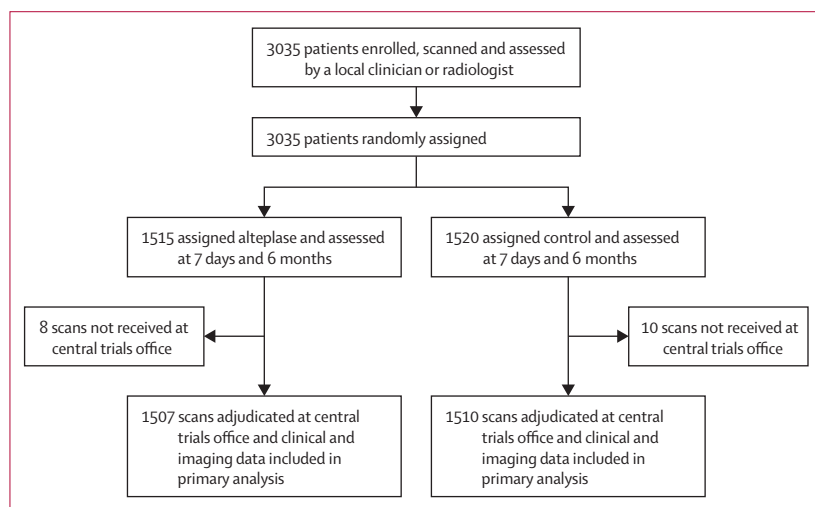 3035 patients enrolled, scanned and assessed
by a local clinician or radiologist
3035 patients randomly assigned
1515 assigned alteplase and assessed
at 7 days and 6 months
1520 assigned control and assessed
at 7 days and 6 months
8 scans not received at
central trials office
10 scans not received at
central trials office
1507 scans adjudicated at central
trials office and clinical and
imaging data included in
primary analysis
1510 scans adjudicated at central
trials office and clinical and
imaging data included in
primary analysis